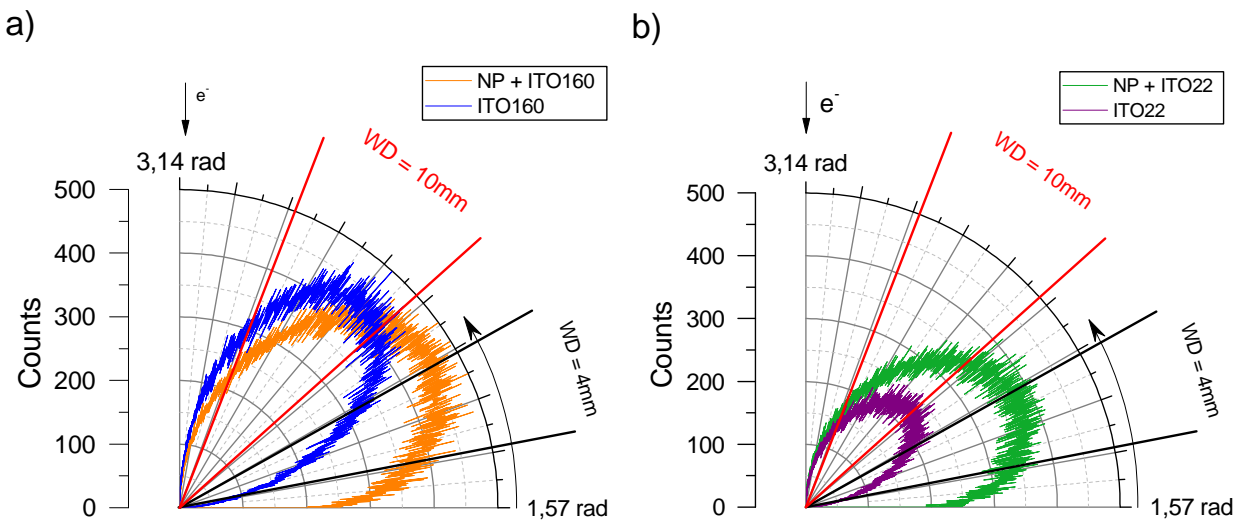 a)
e-
3,14 rad
NP + ITO160
ITO160
WD = 10mm
WD = 4mm
500
400
300
200
100
0
Counts
1,57 rad
b)
e-
3,14 rad
NP + ITO22
ITO22
WD = 10mm
WD = 4mm
500
400
300
200
100
0
Counts
1,57 rad